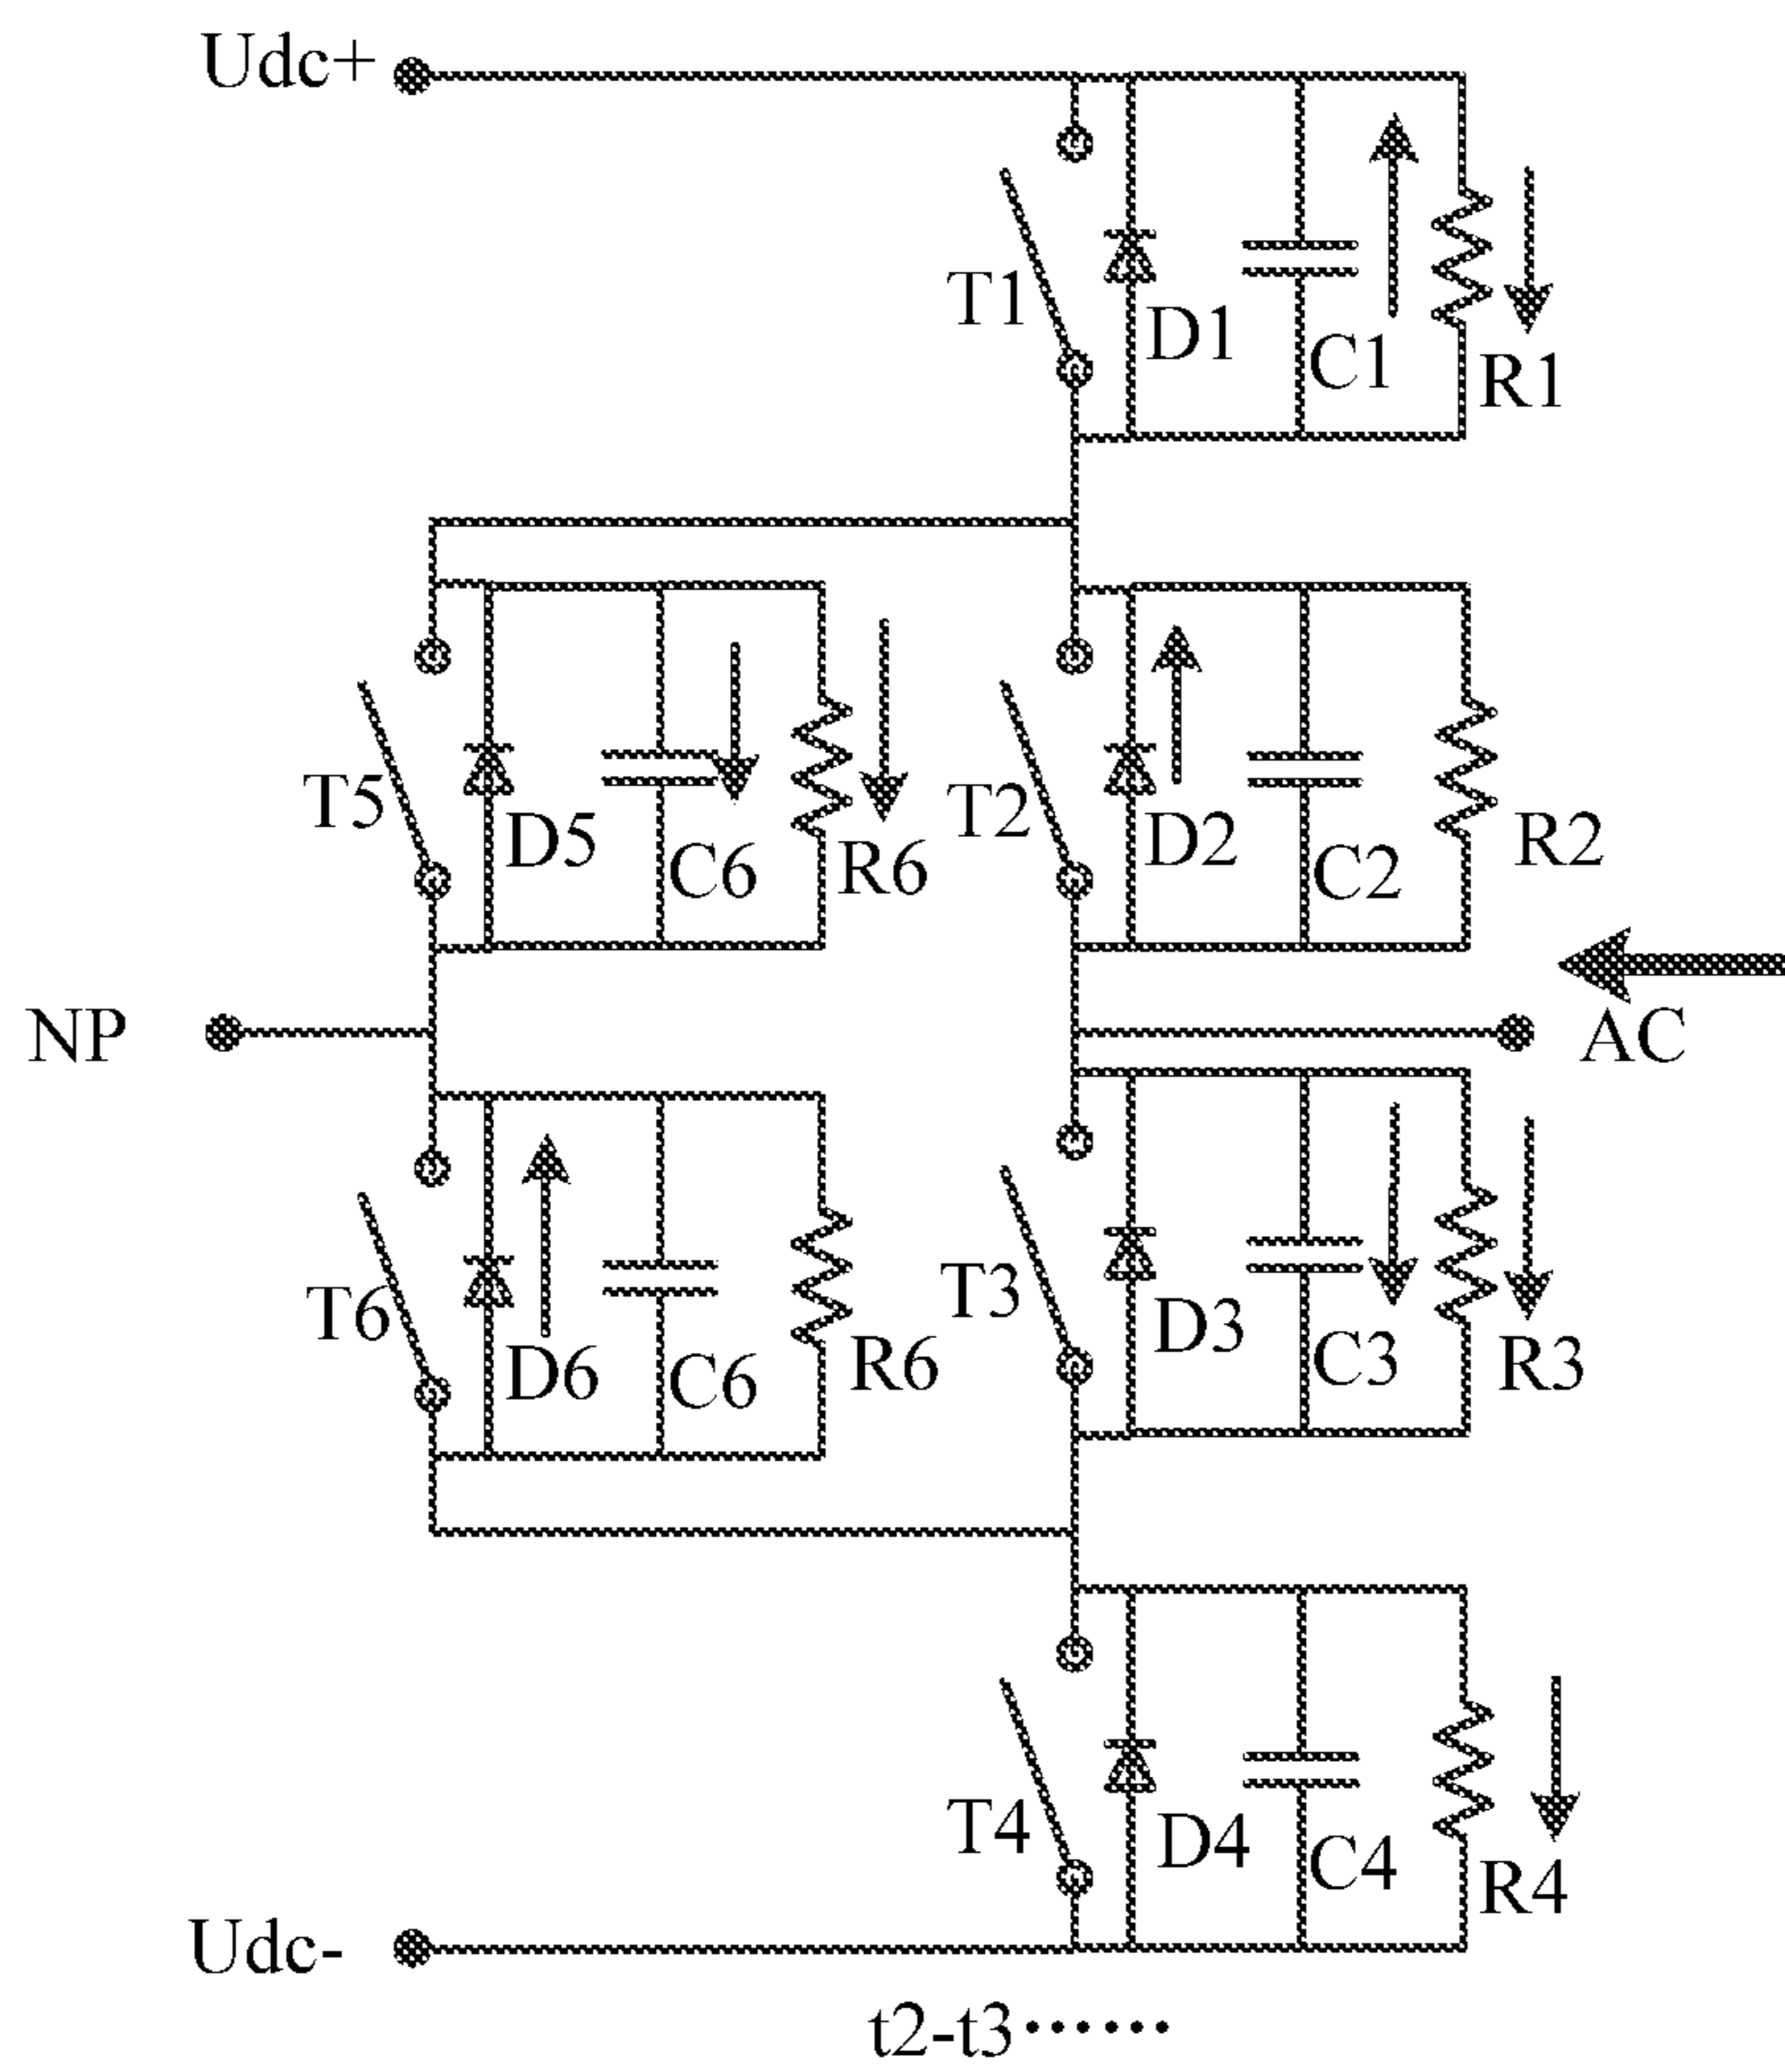 Udc+
T1
D1
C1
R1
T5
D5
C6
R6
T2
D2
C2
R2
NP
AC
T6
D6
C6
R6
T3
D3
C3
R3
T4
D4
C4
R4
Udc-
t2-t3······